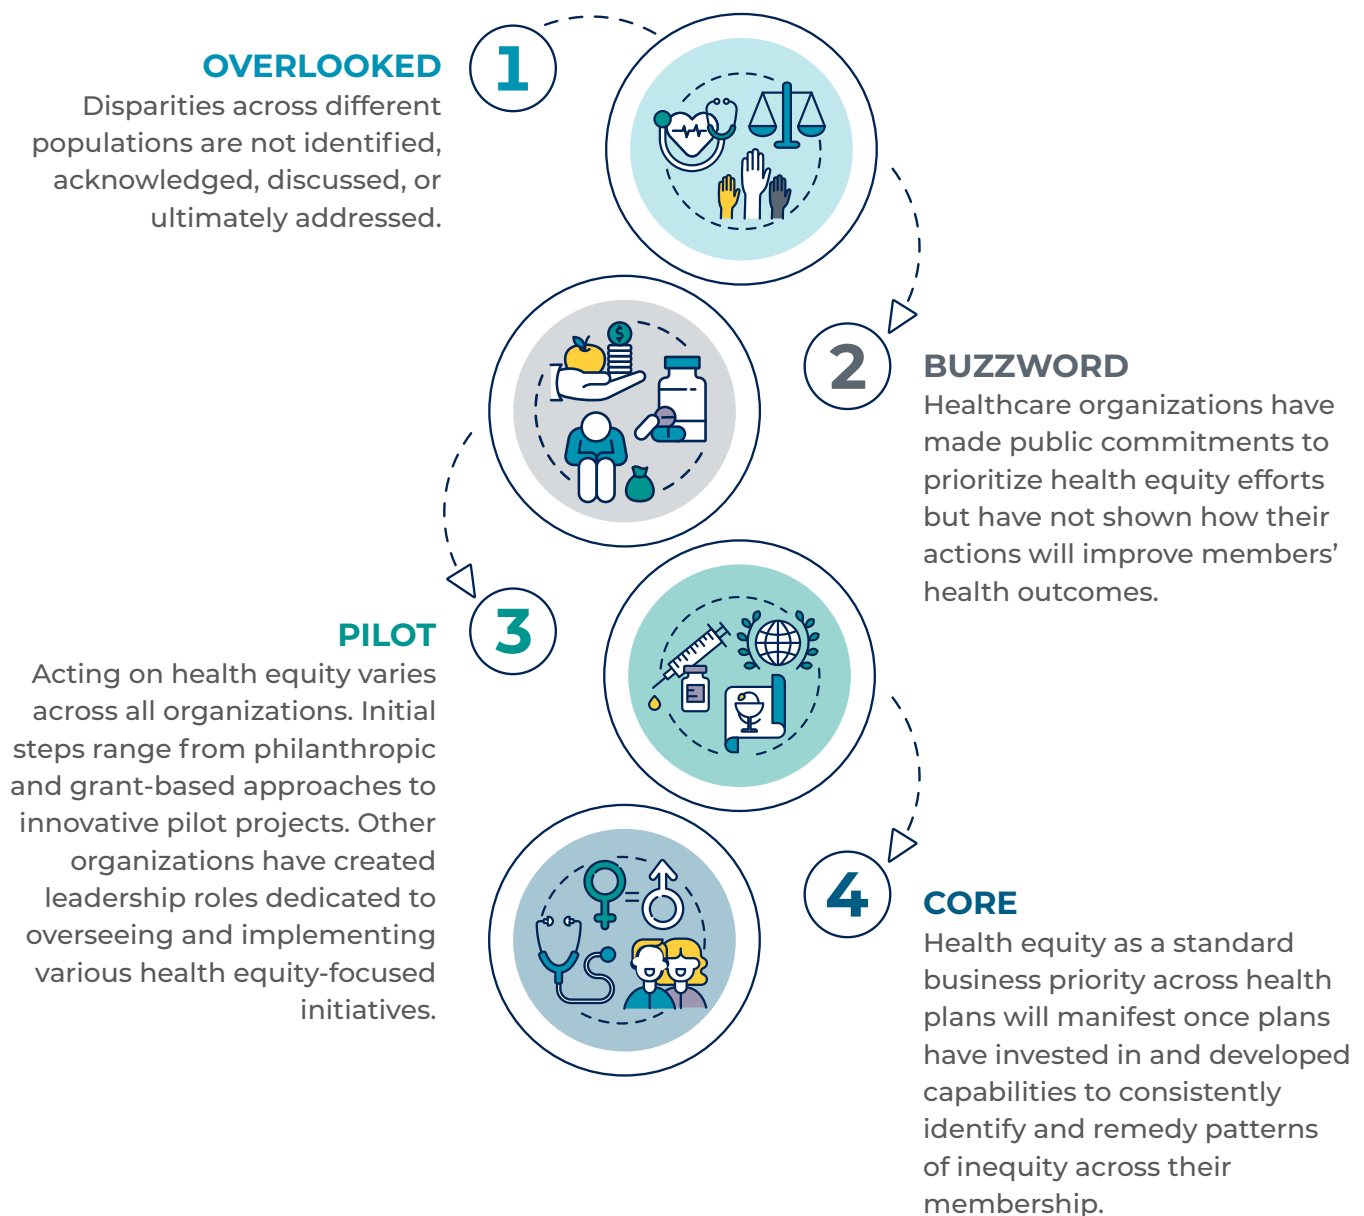 1
OVERLOOKED
Disparities across different
populations are not identified,
acknowledged, discussed, or
ultimately addressed.
2
BUZZWORD
Healthcare organizations have
made public commitments to
prioritize health equity efforts
but have not shown how their
actions will improve members’
health outcomes.
3
PILOT
Acting on health equity varies
across all organizations. Initial
steps range from philanthropic
and grant-based approaches to
innovative pilot projects. Other
organizations have created
leadership roles dedicated to
overseeing and implementing
various health equity-focused
initiatives.
4
CORE
Health equity as a standard
business priority across health
plans will manifest once plans
have invested in and developed
capabilities to consistently
identify and remedy patterns
of inequity across their
membership.
$